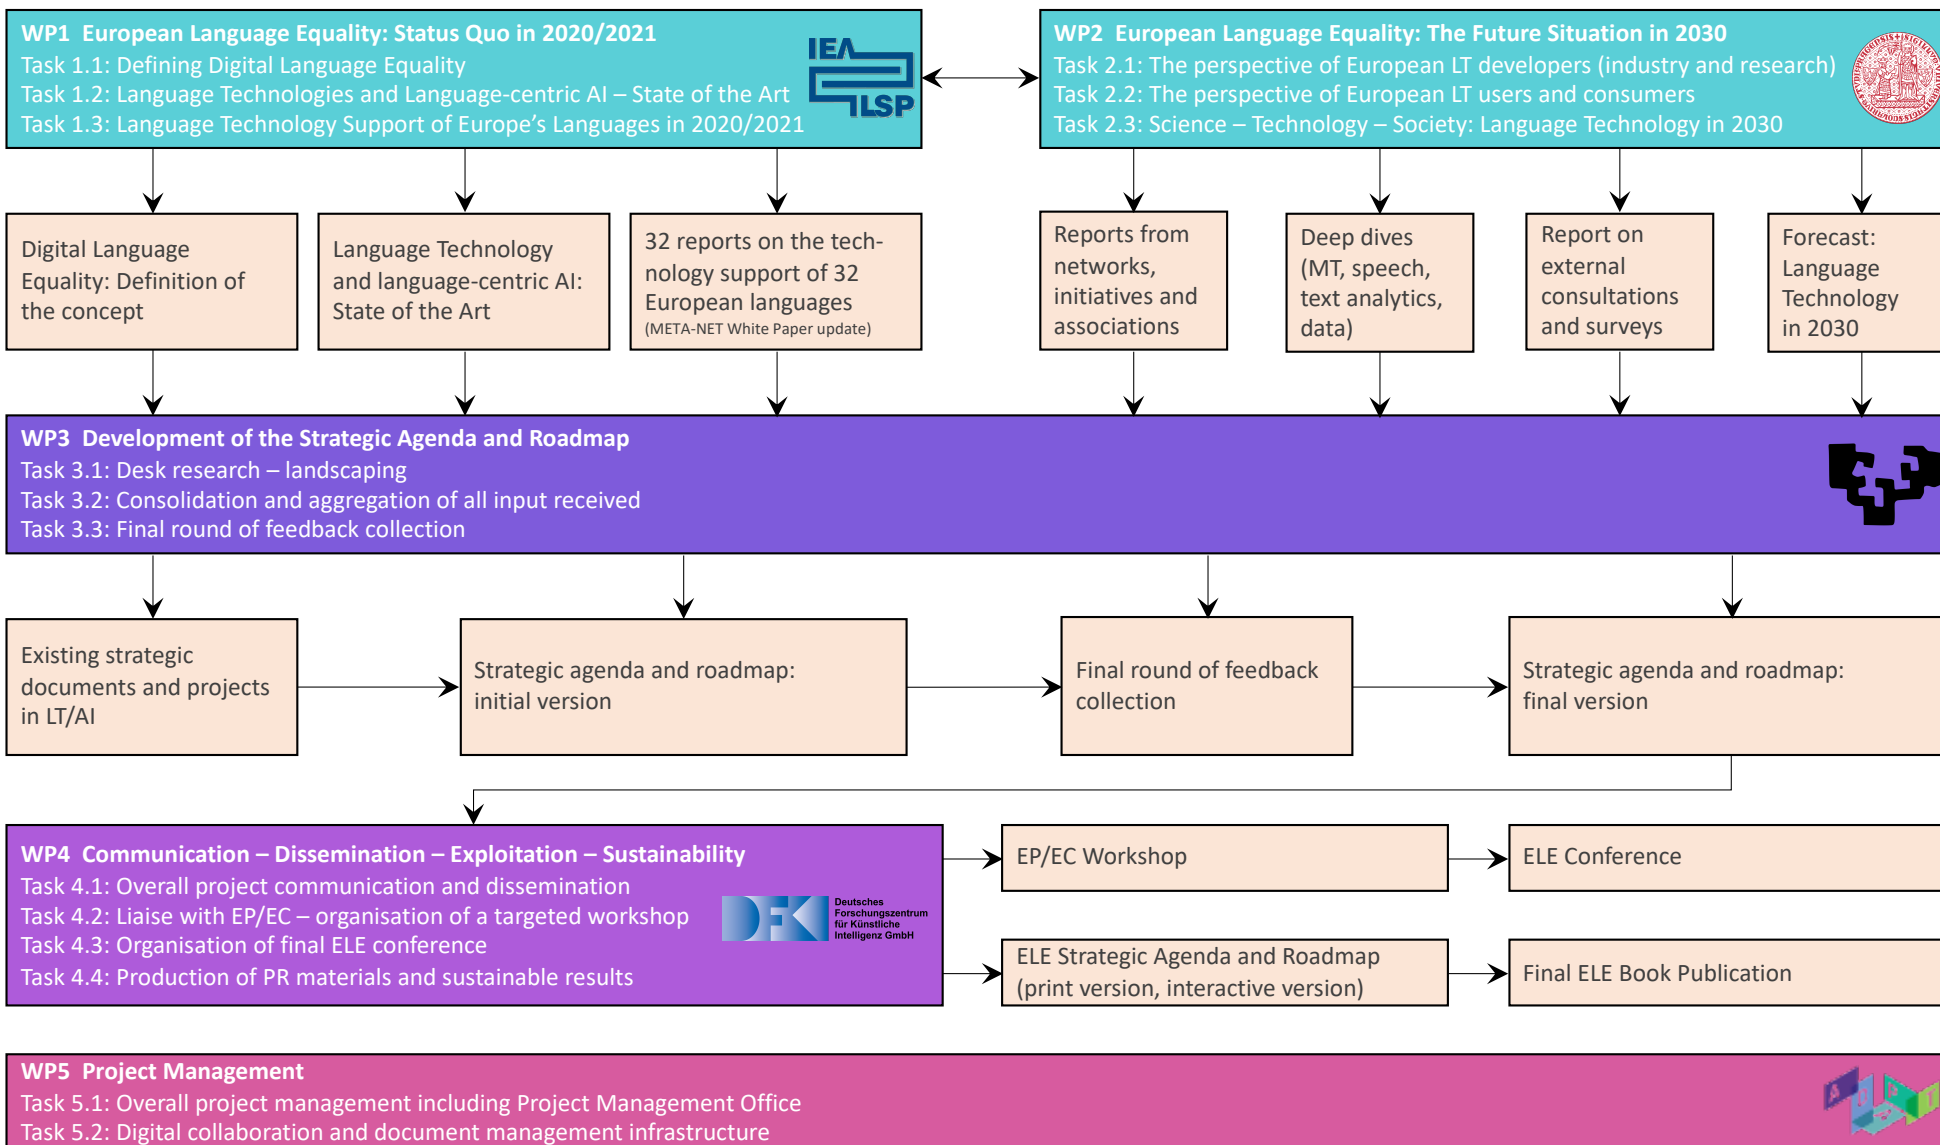 WP1 European Language Equality: Status Quo in 2020/2021
Task 1.1: Defining Digital Language Equality
Task 1.2: Language Technologies and Language-centric AI – State of the Art
Task 1.3: Language Technology Support of Europe’s Languages in 2020/2021
ILSP
WP2 European Language Equality: The Future Situation in 2030
Task 2.1: The perspective of European LT developers (industry and research)
Task 2.2: The perspective of European LT users and consumers
Task 2.3: Science – Technology – Society: Language Technology in 2030
Digital Language
Equality: Definition of
the concept
Language Technology
and language-centric AI:
State of the Art
32 reports on the tech-
nology support of 32
European languages
(META-NET White Paper update)
Reports from
networks,
initiatives and
associations
Deep dives
(MT, speech,
text analytics,
data)
Report on
external
consultations
and surveys
Forecast:
Language
Technology
in 2030
WP3 Development of the Strategic Agenda and Roadmap
Task 3.1: Desk research – landscaping
Task 3.2: Consolidation and aggregation of all input received
Task 3.3: Final round of feedback collection
Existing strategic
documents and projects
in LT/AI
Strategic agenda and roadmap:
initial version
Final round of feedback
collection
Strategic agenda and roadmap:
final version
WP4 Communication – Dissemination – Exploitation – Sustainability
Task 4.1: Overall project communication and dissemination
Task 4.2: Liaise with EP/EC – organisation of a targeted workshop
Task 4.3: Organisation of final ELE conference
Task 4.4: Production of PR materials and sustainable results
DFK
Deutsches
Forschungszentrum
für Künstliche
Intelligenz GmbH
EP/EC Workshop
ELE Conference
ELE Strategic Agenda and Roadmap
(print version, interactive version)
Final ELE Book Publication
WP5 Project Management
Task 5.1: Overall project management including Project Management Office
Task 5.2: Digital collaboration and document management infrastructure
ADAPT